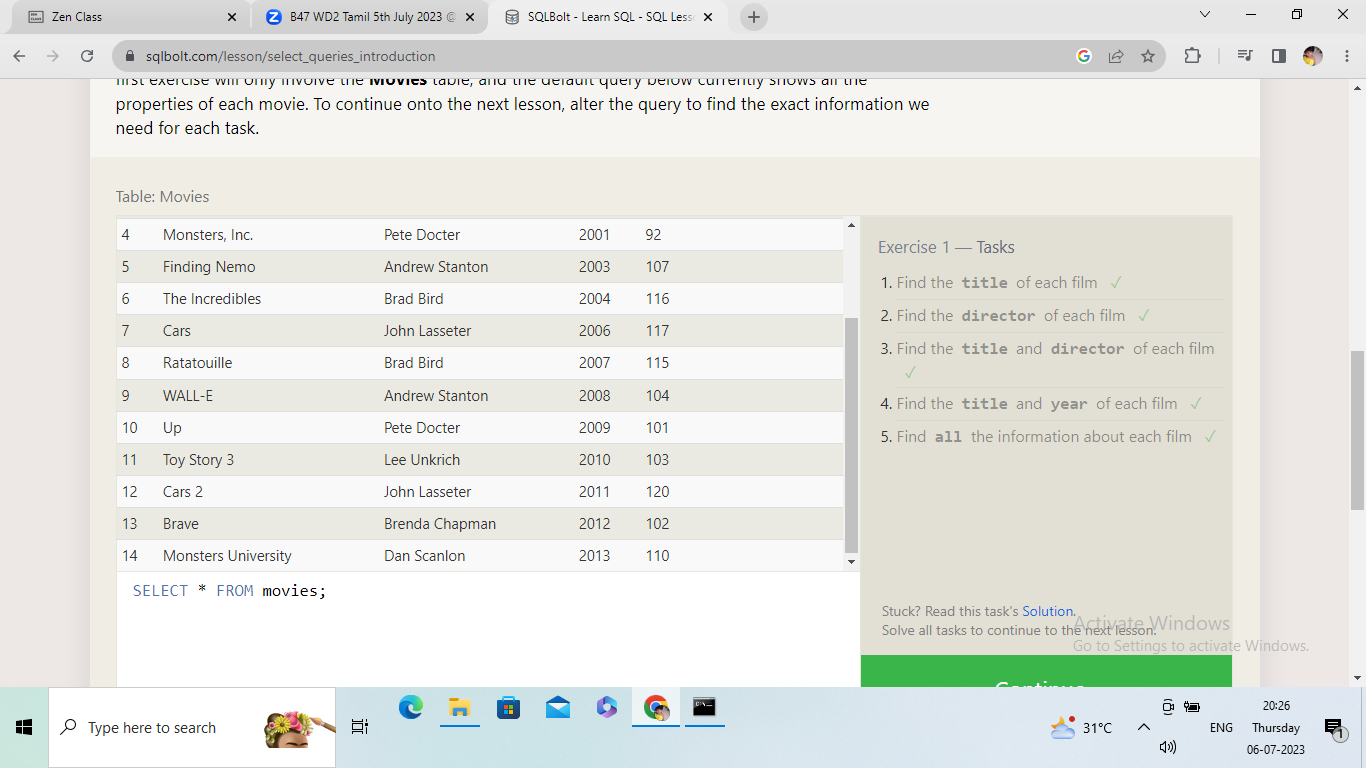 Zen Class
B47 WD2 Tamil 5th July 2023
SQLBolt - Learn SQL - SQL Less
sqlbolt.com/lesson/select_queries_introduction
first exercise will only involve the Movies table, and the default query below currently shows all the
properties of each movie. To continue onto the next lesson, alter the query to find the exact information we
need for each task.
Table: Movies
4 Monsters, Inc. Pete Docter 2001 92
5 Finding Nemo Andrew Stanton 2003 107
6 The Incredibles Brad Bird 2004 116
7 Cars John Lasseter 2006 117
8 Ratatouille Brad Bird 2007 115
9 WALL-E Andrew Stanton 2008 104
10 Up Pete Docter 2009 101
11 Toy Story 3 Lee Unkrich 2010 103
12 Cars 2 John Lasseter 2011 120
13 Brave Brenda Chapman 2012 102
14 Monsters University Dan Scanlon 2013 110
SELECT * FROM movies;
Exercise 1 — Tasks
1. Find the title of each film ✓
2. Find the director of each film ✓
3. Find the title and director of each film
✓
4. Find the title and year of each film ✓
5. Find all the information about each film ✓
Stuck? Read this task's Solution.
Solve all tasks to continue to the next lesson.
Activate Windows
Go to Settings to activate Windows.
Continue
Type here to search
31°C
ENG
20:26
Thursday
06-07-2023
1